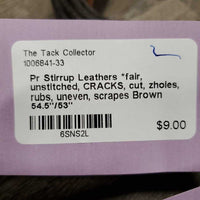 The Tack Collector
1006841-33
Pr Stirrup Leathers *fair,
unstitched, CRACKS, cut, zholes,
rubs, uneven, scrapes Brown
54.5"/53"
6SNS2L
$9.00